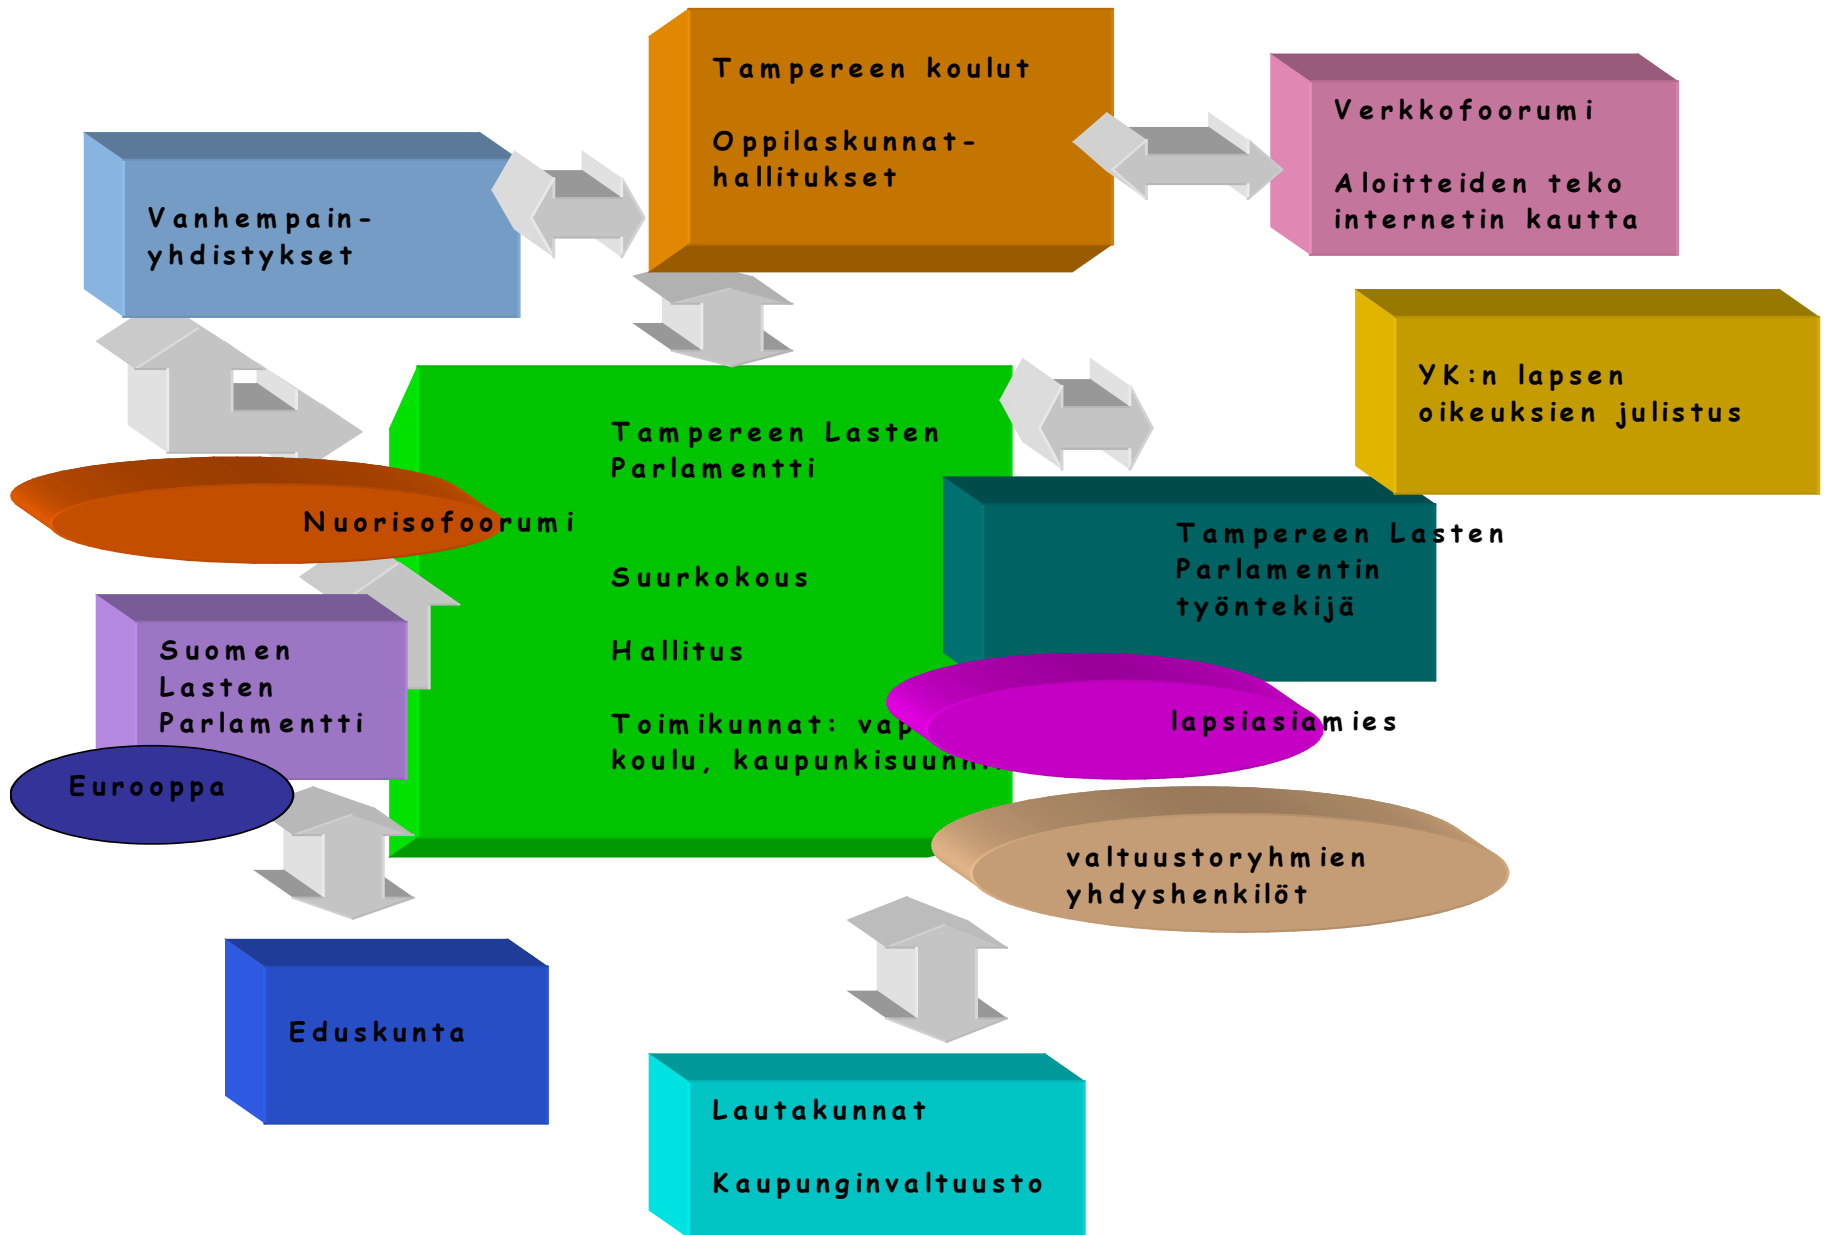 Tampereen koulut
Oppilaskunnat-
hallitukset
Verkkofoorumi
Aloitteiden teko
internetin kautta
Vanhempain-
yhdistykset
YK:n lapsen
oikeuksien julistus
Tampereen Lasten
Parlamentti
Nuorisofoorumi
Suurkokous
Hallitus
Toimikunnat:
koulu,
Tampereen Lasten
Parlamentin
työntekijä
Suomen
Lasten
Parlamentti
lapsiasiamies
Eurooppa
valtuustoryhmien
yhdyshenkilöt
Eduskunta
Lautakunnat
Kaupunginvaltuusto